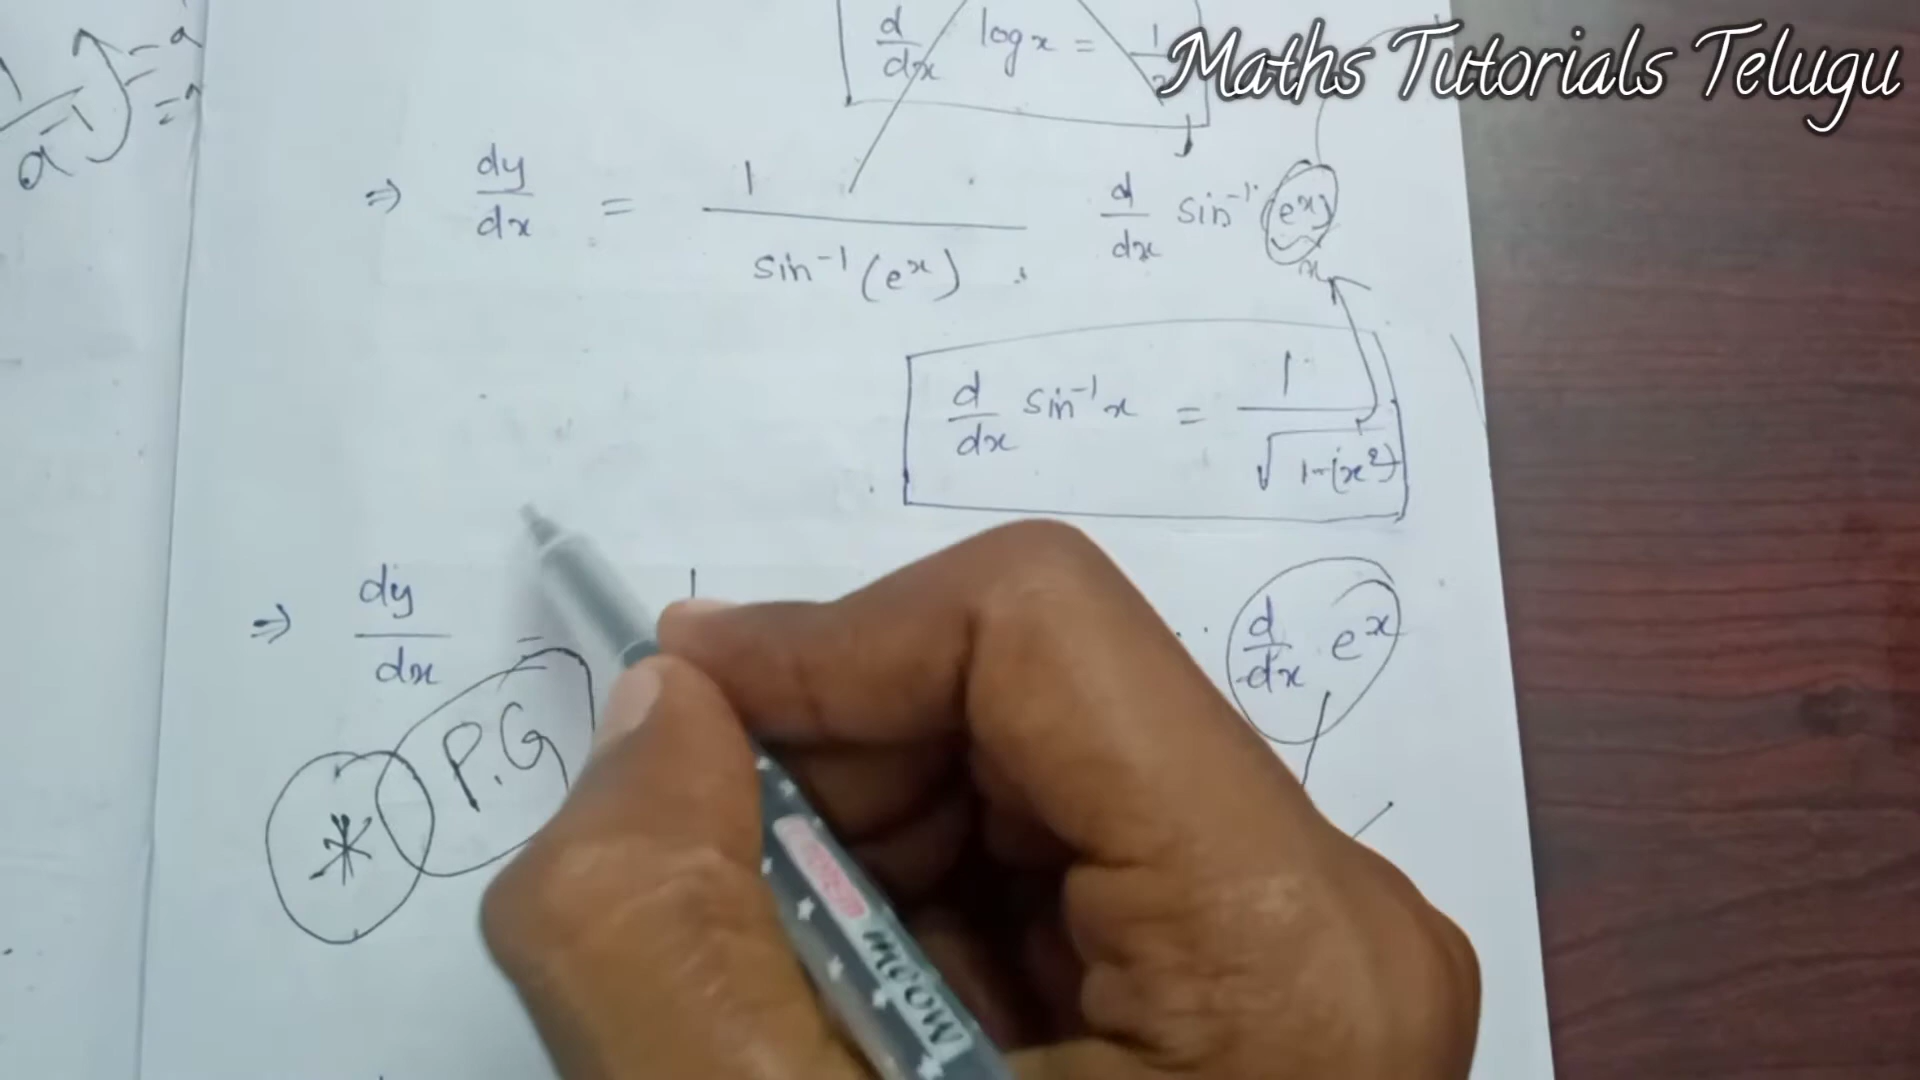 d/dx log x = 1/x
Maths Tutorials Telugu
⇒ dy/dx = 1/sin⁻¹(eˣ) . d/dx sin⁻¹(eˣ)
x
d/dx sin⁻¹x = 1/√1-(x²)
⇒ dy/dx = 1 . d/dx eˣ
* P.G
meow